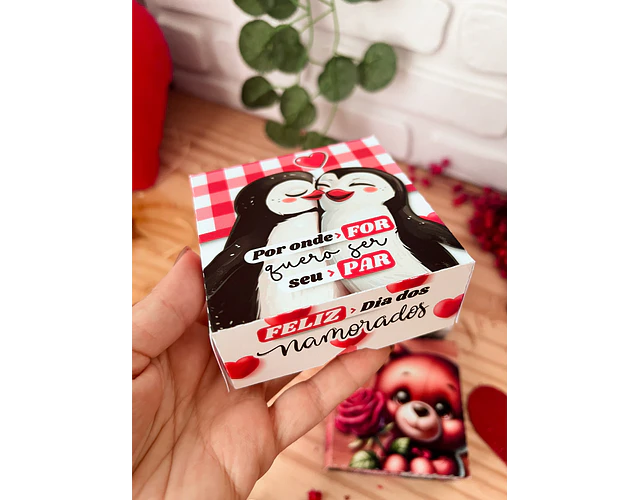 Por onde > FOR
quero ser
seu > PAR
FELIZ > Dia dos
Namorados